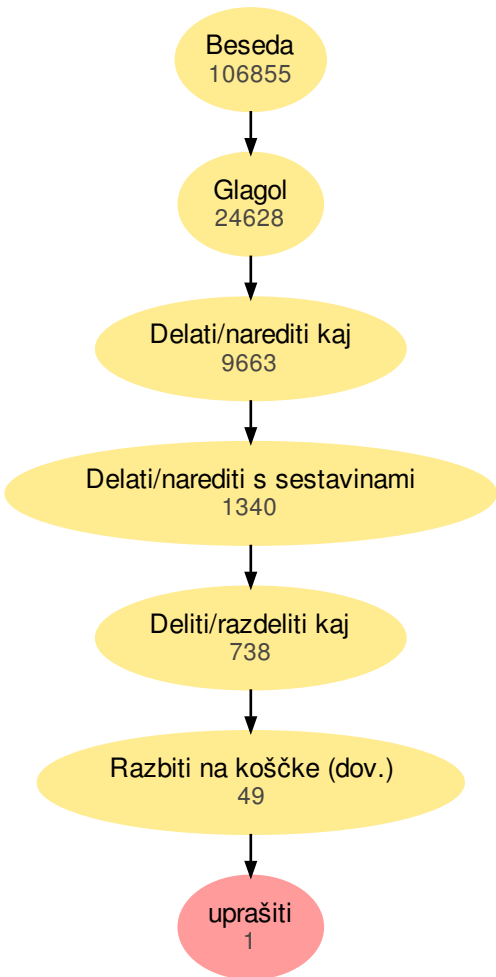 Beseda
106855
Glagol
24628
Delati/narediti kaj
9663
Delati/narediti s sestavinami
1340
Deliti/razdeliti kaj
738
Razbiti na koščke (dov.)
49
uprašiti
1